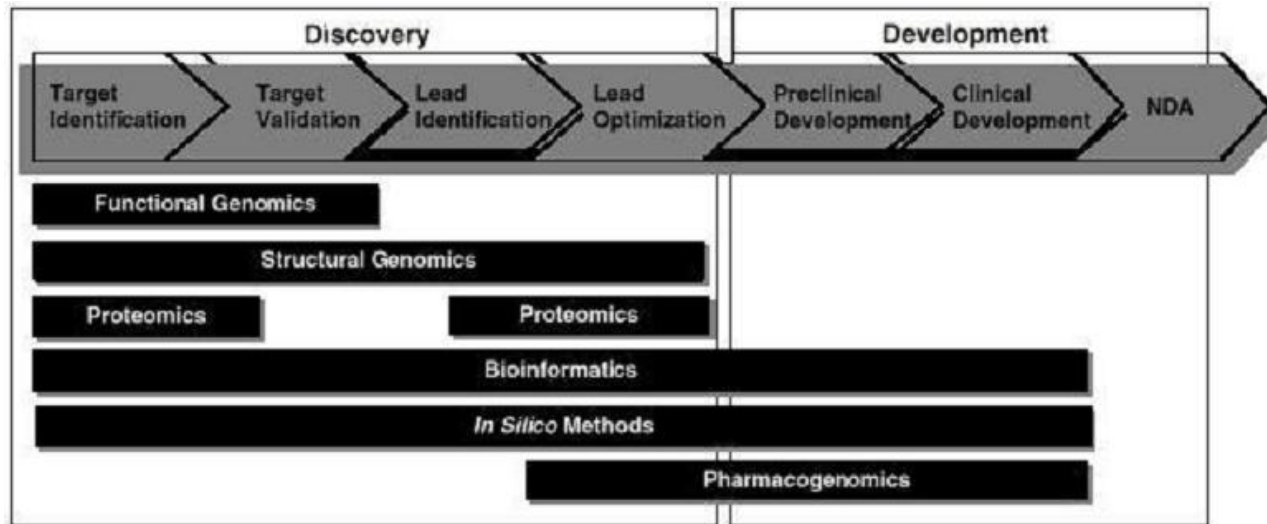 Discovery
Development
Target
Identification
Target
Validation
Lead
Identification
Lead
Optimization
Preclinical
Development
Clinical
Development
NDA
Functional Genomics
Structural Genomics
Proteomics
Proteomics
Bioinformatics
In Silico Methods
Pharmacogenomics